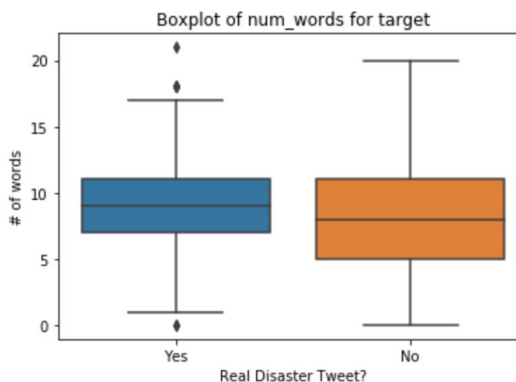 Boxplot of num_words for target
20
15
10
5
0
# of words
Yes
No
Real Disaster Tweet?